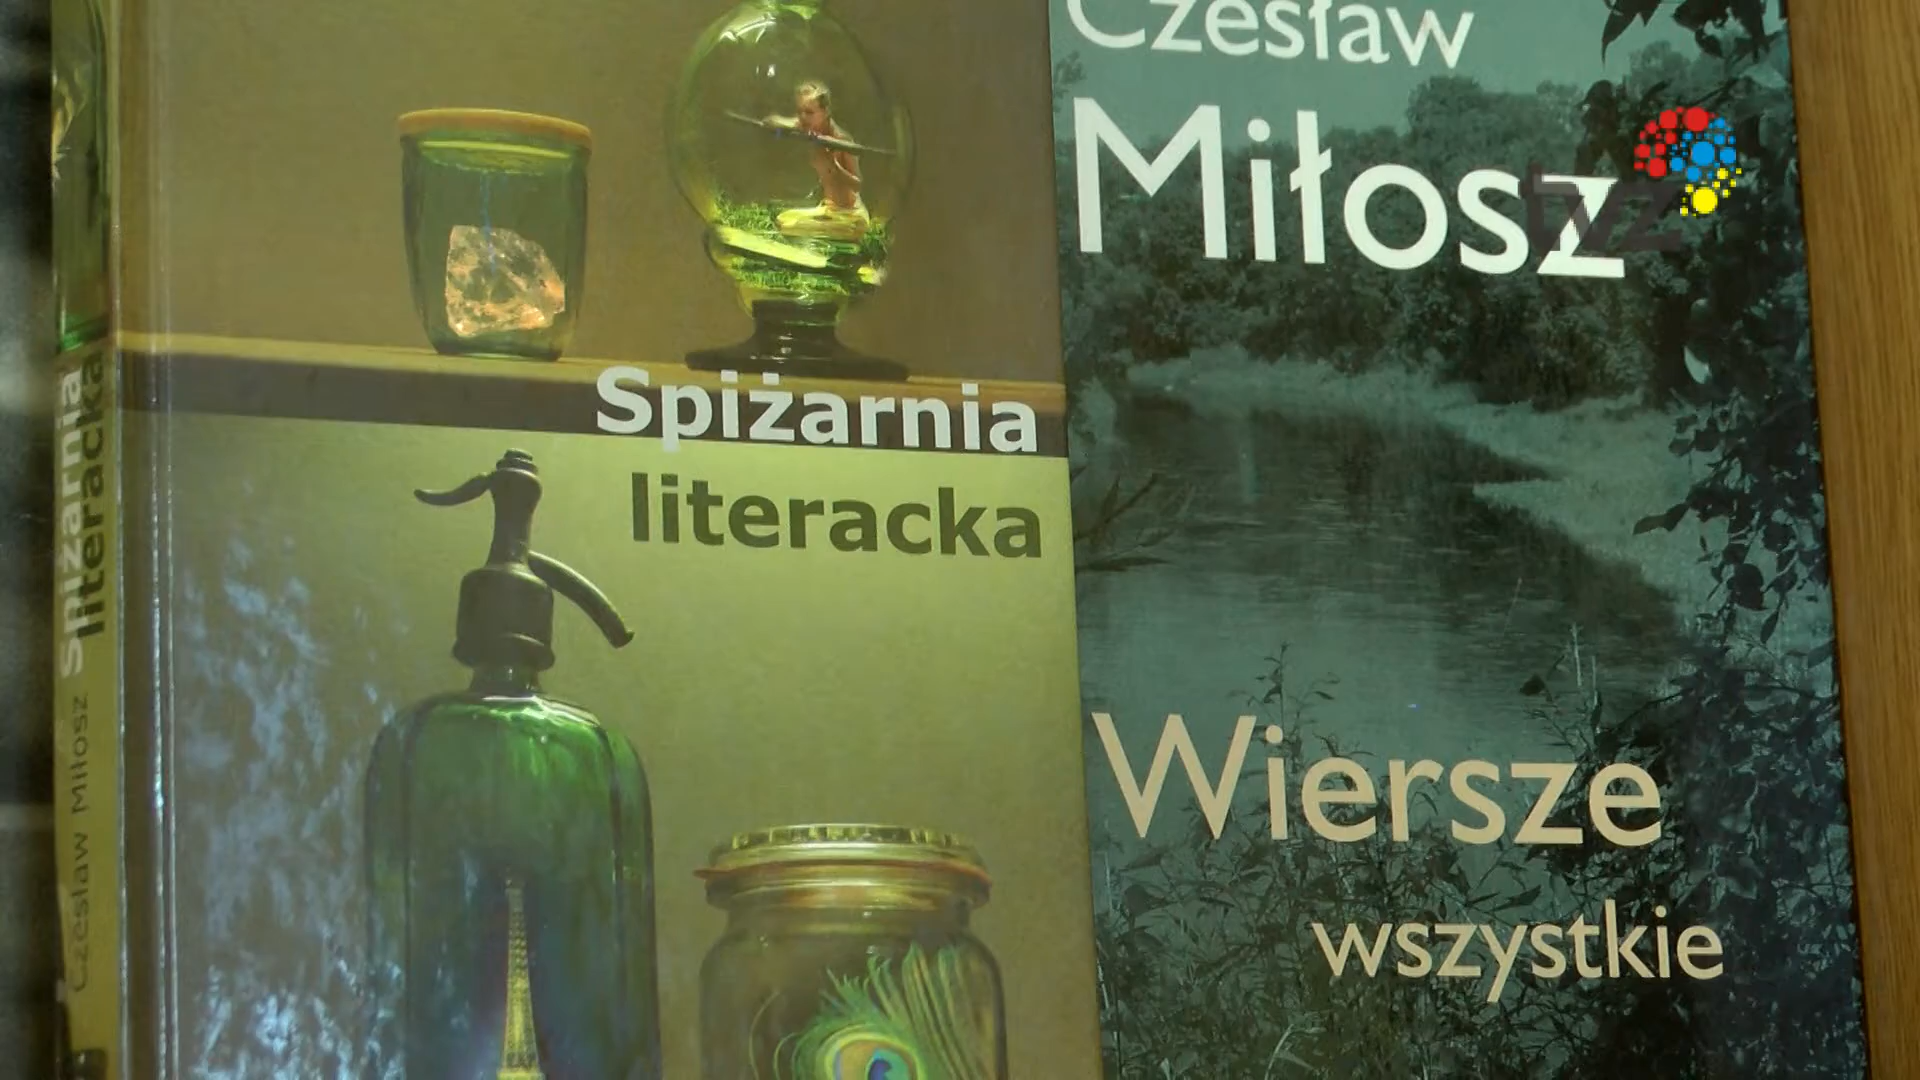 Spiżarnia
literacka
Czesław Miłosz Spiżarnia
literacka
Czesław
Miłosz
Wiersze
wszystkie